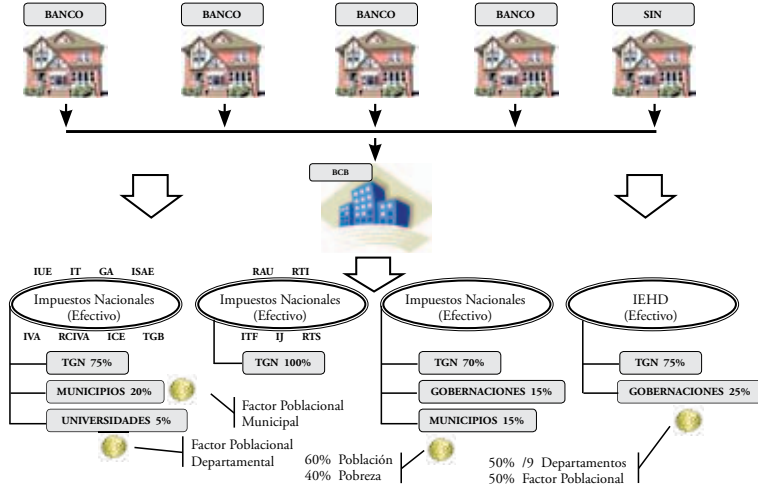 BANCO
BANCO
BANCO
BANCO
SIN
BCB
IUE IT GA ISAE
Impuestos Nacionales
(Efectivo)
IVA RCIVA ICE TGB
TGN 75%
MUNICIPIOS 20%
UNIVERSIDADES 5%
Factor Poblacional
Municipal
Factor Poblacional
Departamental
RAU RTI
Impuestos Nacionales
(Efectivo)
ITF IJ RTS
TGN 100%
Impuestos Nacionales
(Efectivo)
TGN 70%
GOBERNACIONES 15%
MUNICIPIOS 15%
60% Población
40% Pobreza
IEHD
(Efectivo)
TGN 75%
GOBERNACIONES 25%
50% /9 Departamentos
50% Factor Poblacional